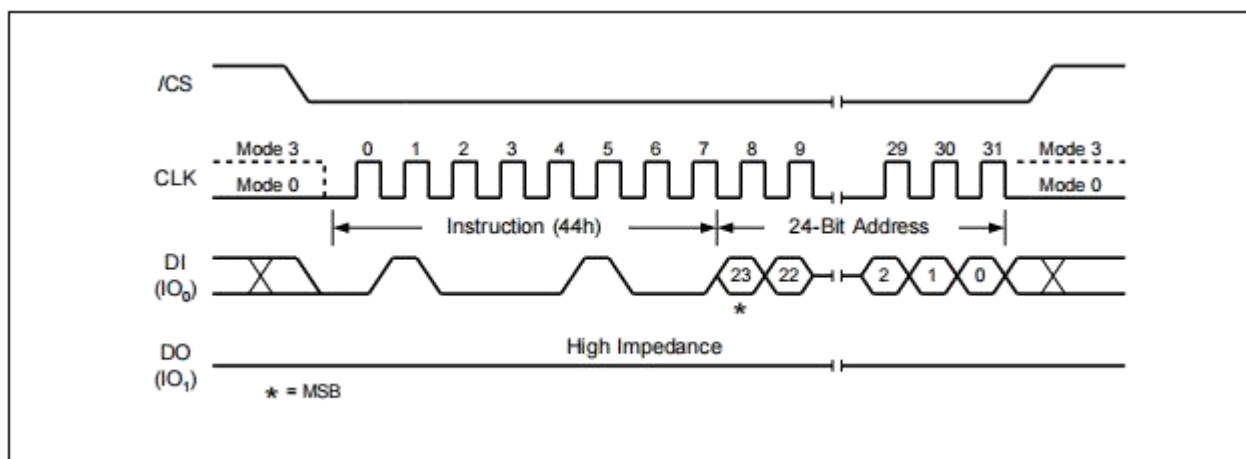 /CS
Mode 3 0 1 2 3 4 5 6 7 8 9 29 30 31 Mode 3
CLK Mode 0 Mode 0
Instruction (44h) 24-Bit Address
DI
(IO₀) 23 22 2 1 0
*
DO High Impedance
(IO₁)
* = MSB